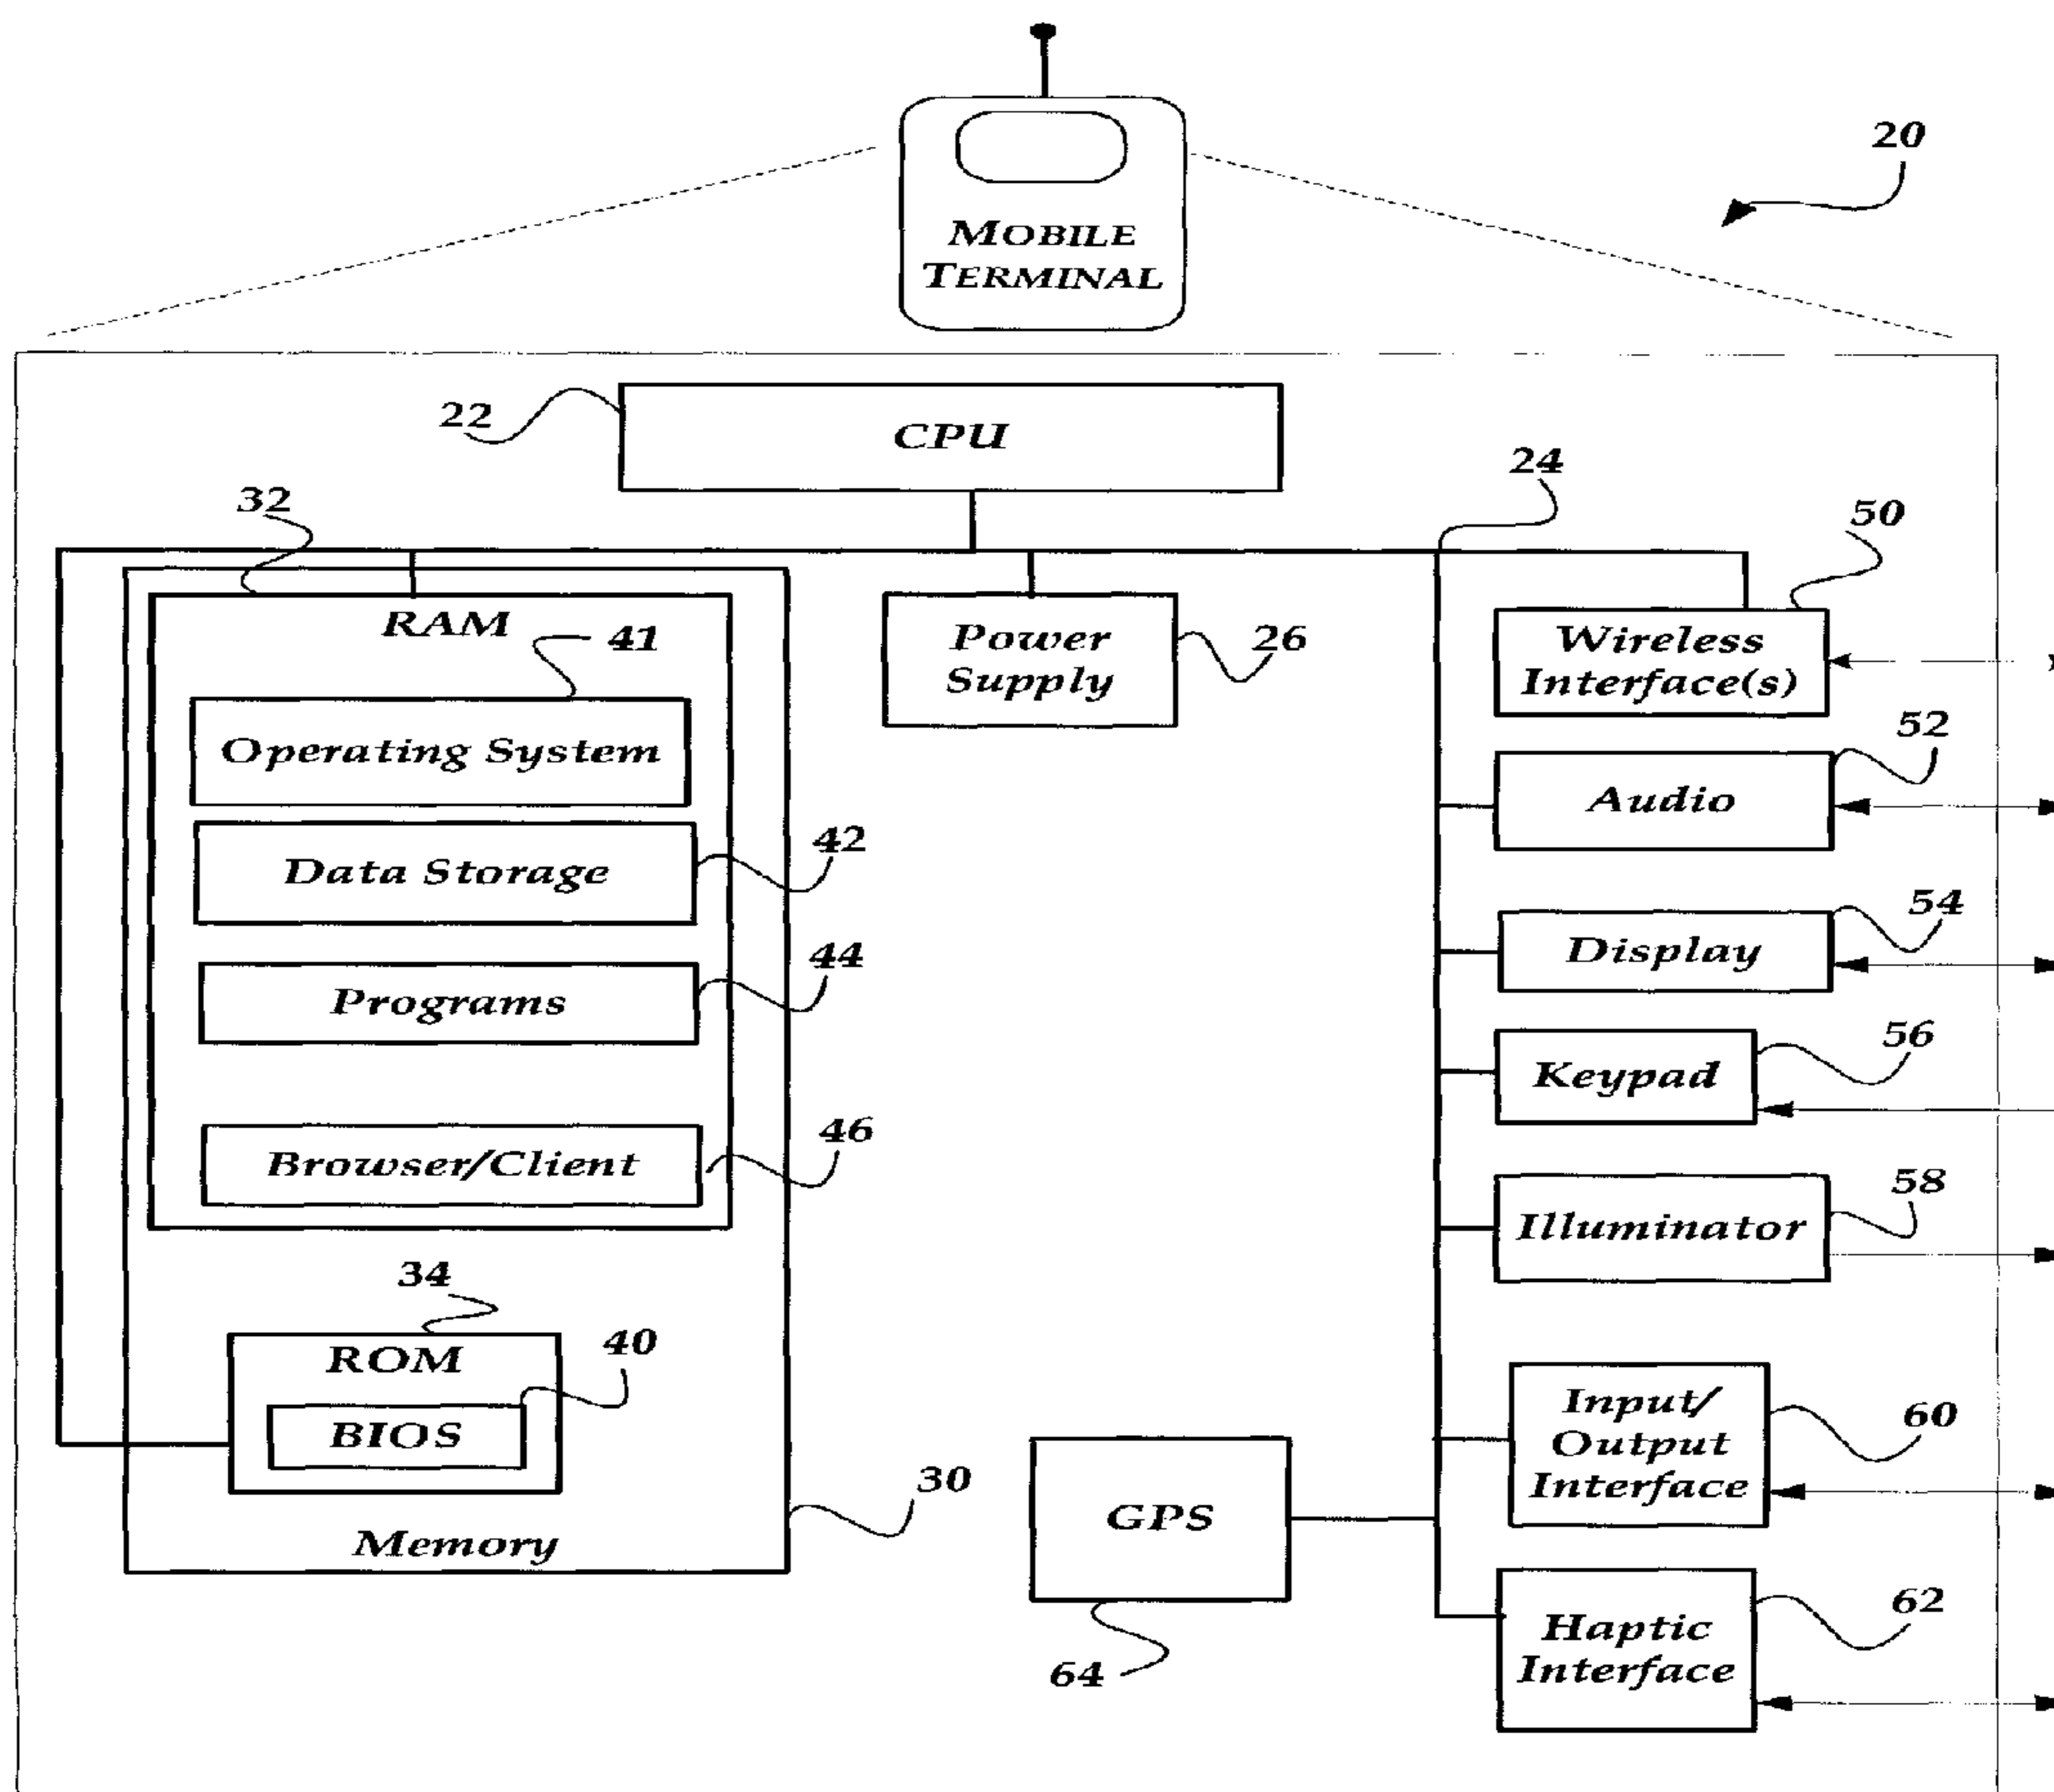 20
MOBILE
TERMINAL
22
CPU
24
32
50
RAM
41
Power
Supply
26
Wireless
Interface(s)
52
Operating System
Audio
42
Data Storage
54
Display
44
Programs
56
Keypad
46
Browser/Client
58
Illuminator
34
ROM
40
BIOS
Input/
Output
Interface
60
30
GPS
Memory
62
Haptic
Interface
64